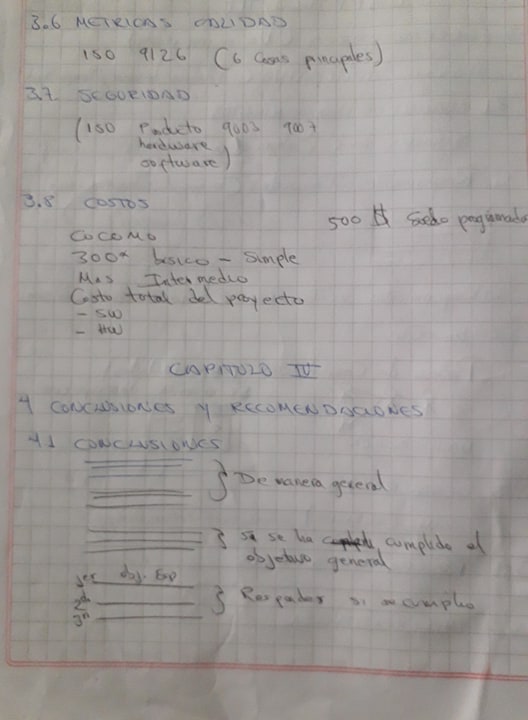 3.6 METRICAS CALIDAD
ISO 9126 (6 Cosas principales)
3.7 SEGURIDAD
(ISO Producto 9003 9007
hardware
software)
3.8 COSTOS
500 $ Sueldo programador
COCOMO
300* basico - Simple
Mas Intermedio
Costo total del proyecto
- SW
- HW
CAPITULO IV
4 CONCLUSIONES Y RECOMENDACIONES
4.1 CONCLUSIONES
} De manera general
} si se ha cumplido el
objetivo general
1er obj. Esp
2do
3er
} Responder si se cumplio